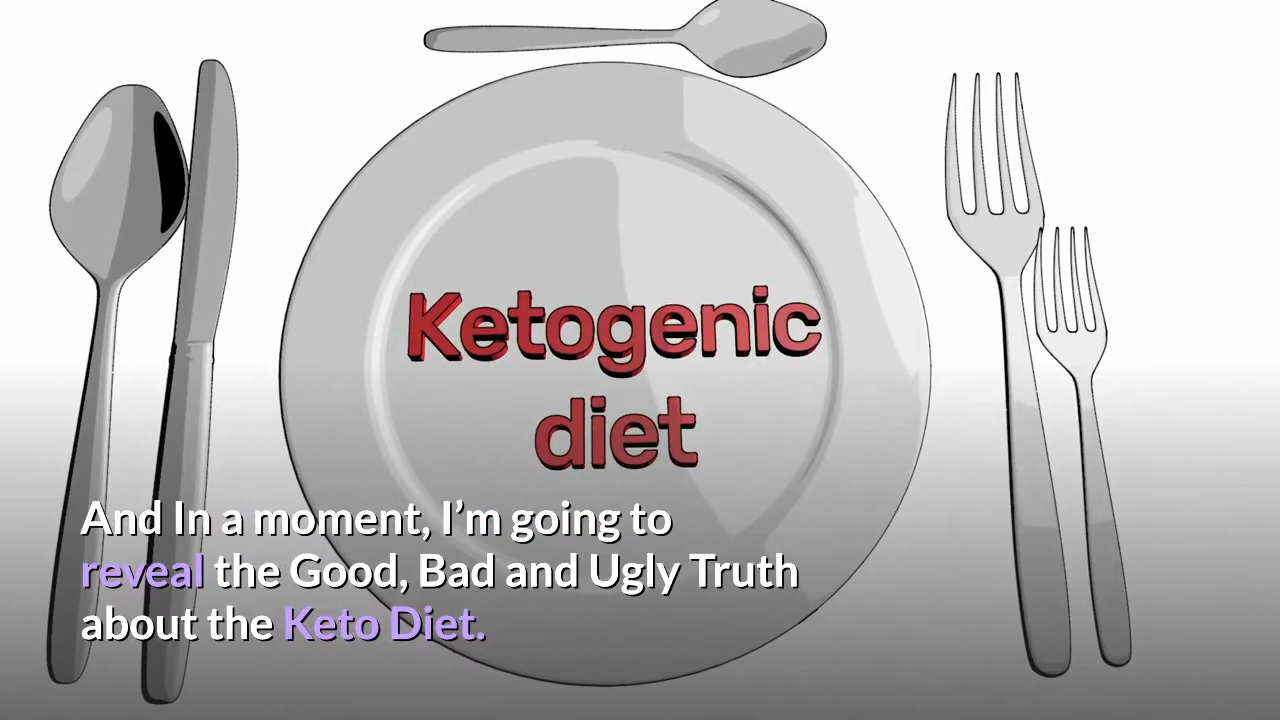 Ketogenic
diet
And In a moment, I’m going to
reveal the Good, Bad and Ugly Truth
about the Keto Diet.